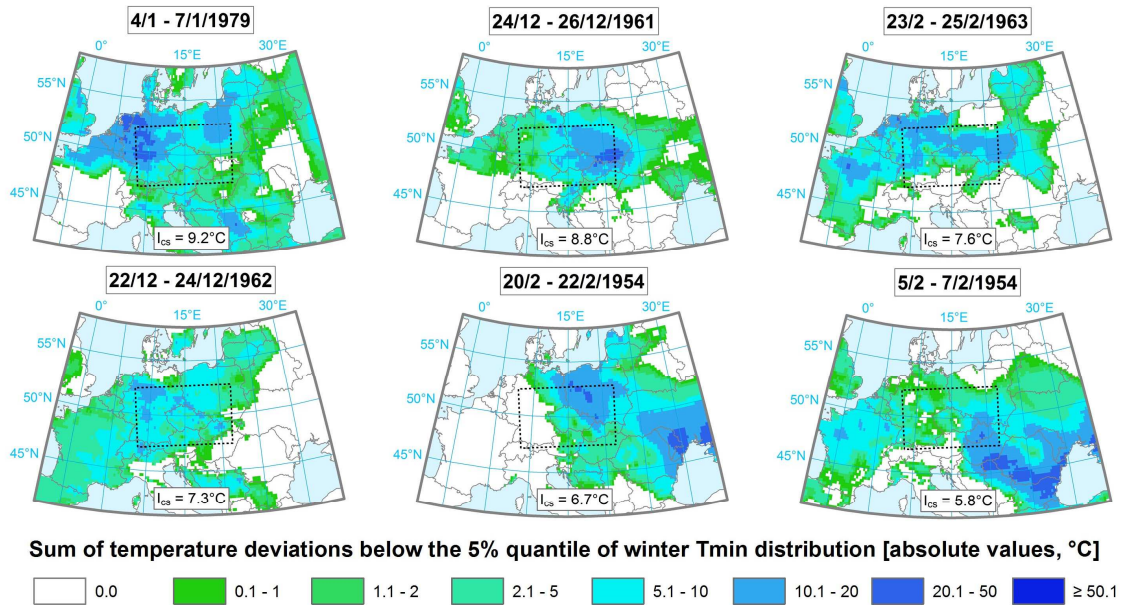 4/1 - 7/1/1979
24/12 - 26/12/1961
23/2 - 25/2/1963
0°
15°E
30°E
55°N
50°N
45°N
I_CS = 9.2°C
0°
15°E
30°E
55°N
50°N
45°N
I_CS = 8.8°C
0°
15°E
30°E
55°N
50°N
45°N
I_CS = 7.6°C
22/12 - 24/12/1962
20/2 - 22/2/1954
5/2 - 7/2/1954
0°
15°E
30°E
55°N
50°N
45°N
I_CS = 7.3°C
0°
15°E
30°E
55°N
50°N
45°N
I_CS = 6.7°C
0°
15°E
30°E
55°N
50°N
45°N
I_CS = 5.8°C
Sum of temperature deviations below the 5% quantile of winter Tmin distribution [absolute values, °C]
0.0
0.1 - 1
1.1 - 2
2.1 - 5
5.1 - 10
10.1 - 20
20.1 - 50
≥ 50.1